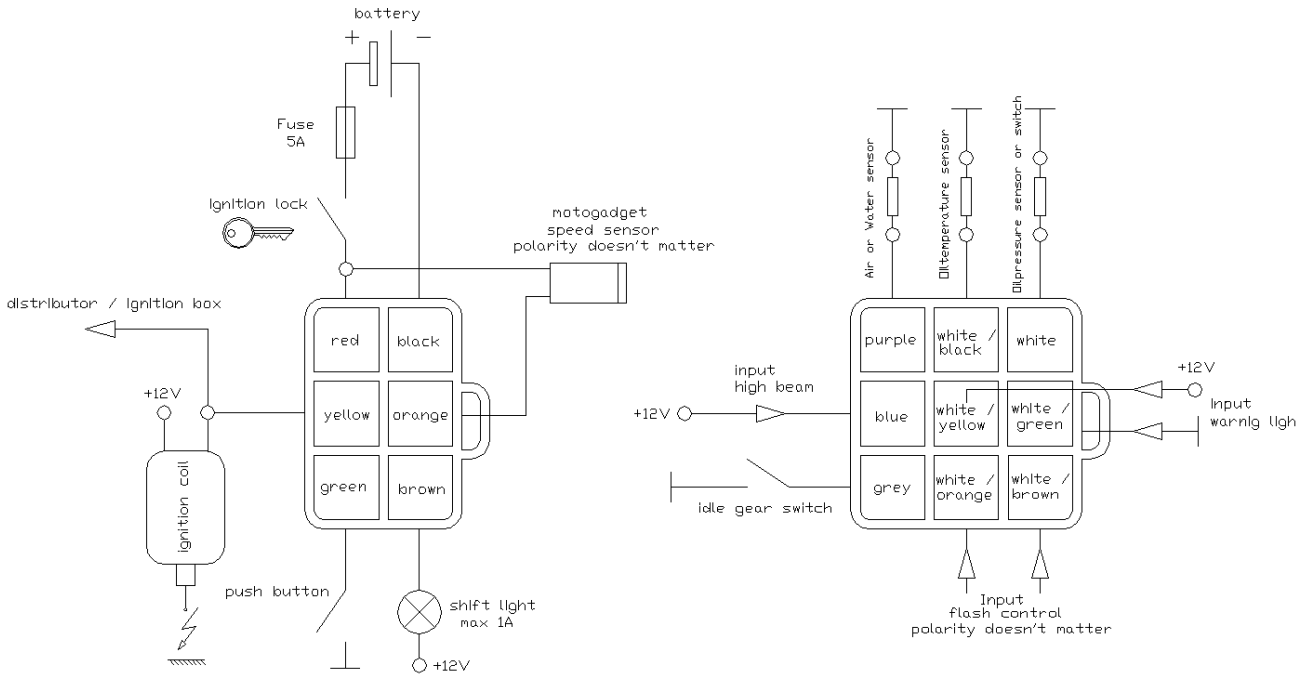 battery
+ −
Fuse
5A
ignition lock
motogadget
speed sensor
polarity doesn't matter
distributor / ignition box
+12V
ignition coil
red
black
yellow
orange
green
brown
push button
shift light
max 1A
+12V
Air or Water sensor
Oiltemperature sensor
Oilpressure sensor or switch
purple
white /
black
white
input
high beam
+12V
blue
white /
yellow
white /
green
+12V
Input
warnig ligh
grey
white /
orange
white /
brown
idle gear switch
Input
flash control
polarity doesn't matter